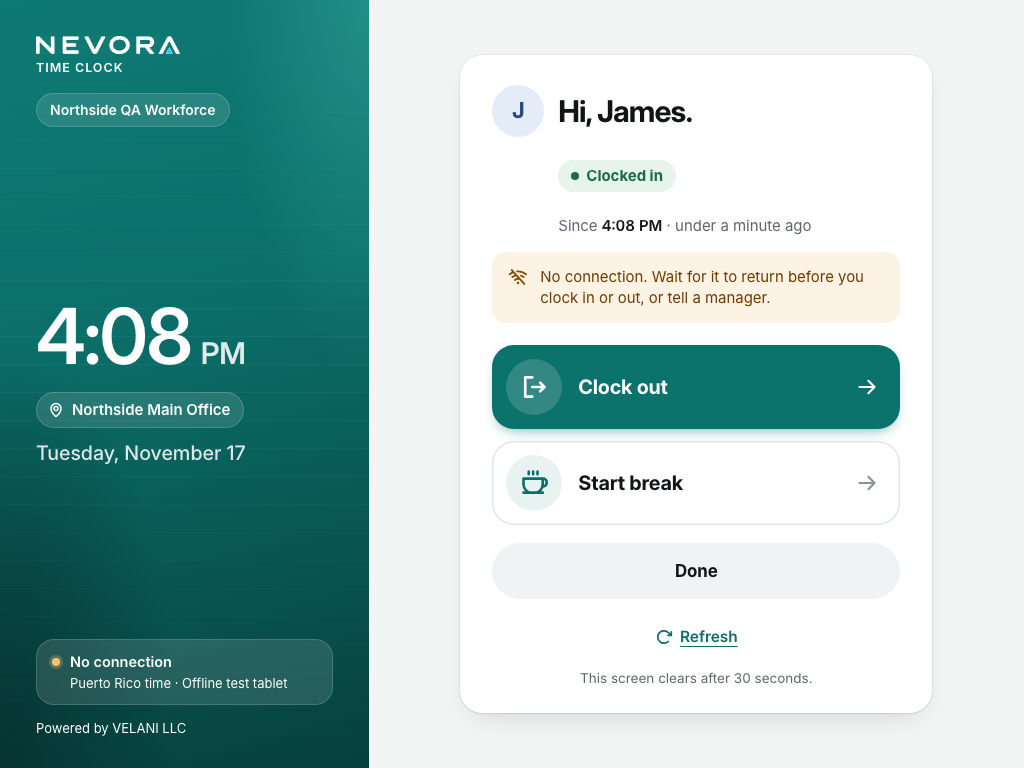 NEVORA
TIME CLOCK
Northside QA Workforce
4:08 PM
Northside Main Office
Tuesday, November 17
No connection
Puerto Rico time · Offline test tablet
Powered by VELANI LLC
J
Hi, James.
Clocked in
Since 4:08 PM · under a minute ago
No connection. Wait for it to return before you
clock in or out, or tell a manager.
Clock out
Start break
Done
Refresh
This screen clears after 30 seconds.